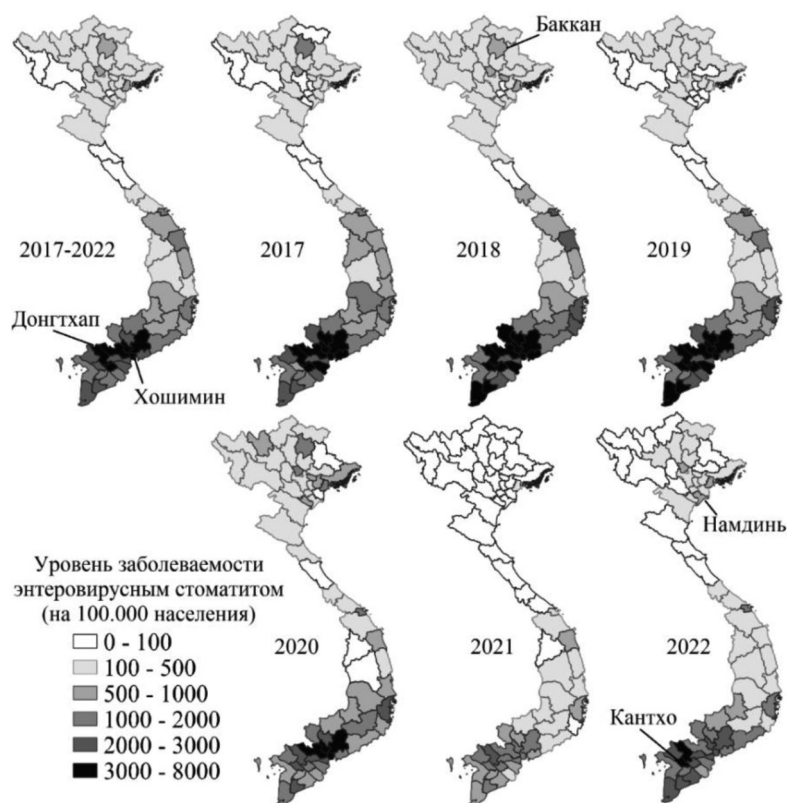 Баккан
2017-2022
2017
2018
2019
Донгтхап
Хошимин
Намдинь
Уровень заболеваемости
энтеровирусным стоматитом
(на 100.000 населения)
0 - 100
100 - 500
500 - 1000
1000 - 2000
2000 - 3000
3000 - 8000
2020
2021
2022
Кантхо